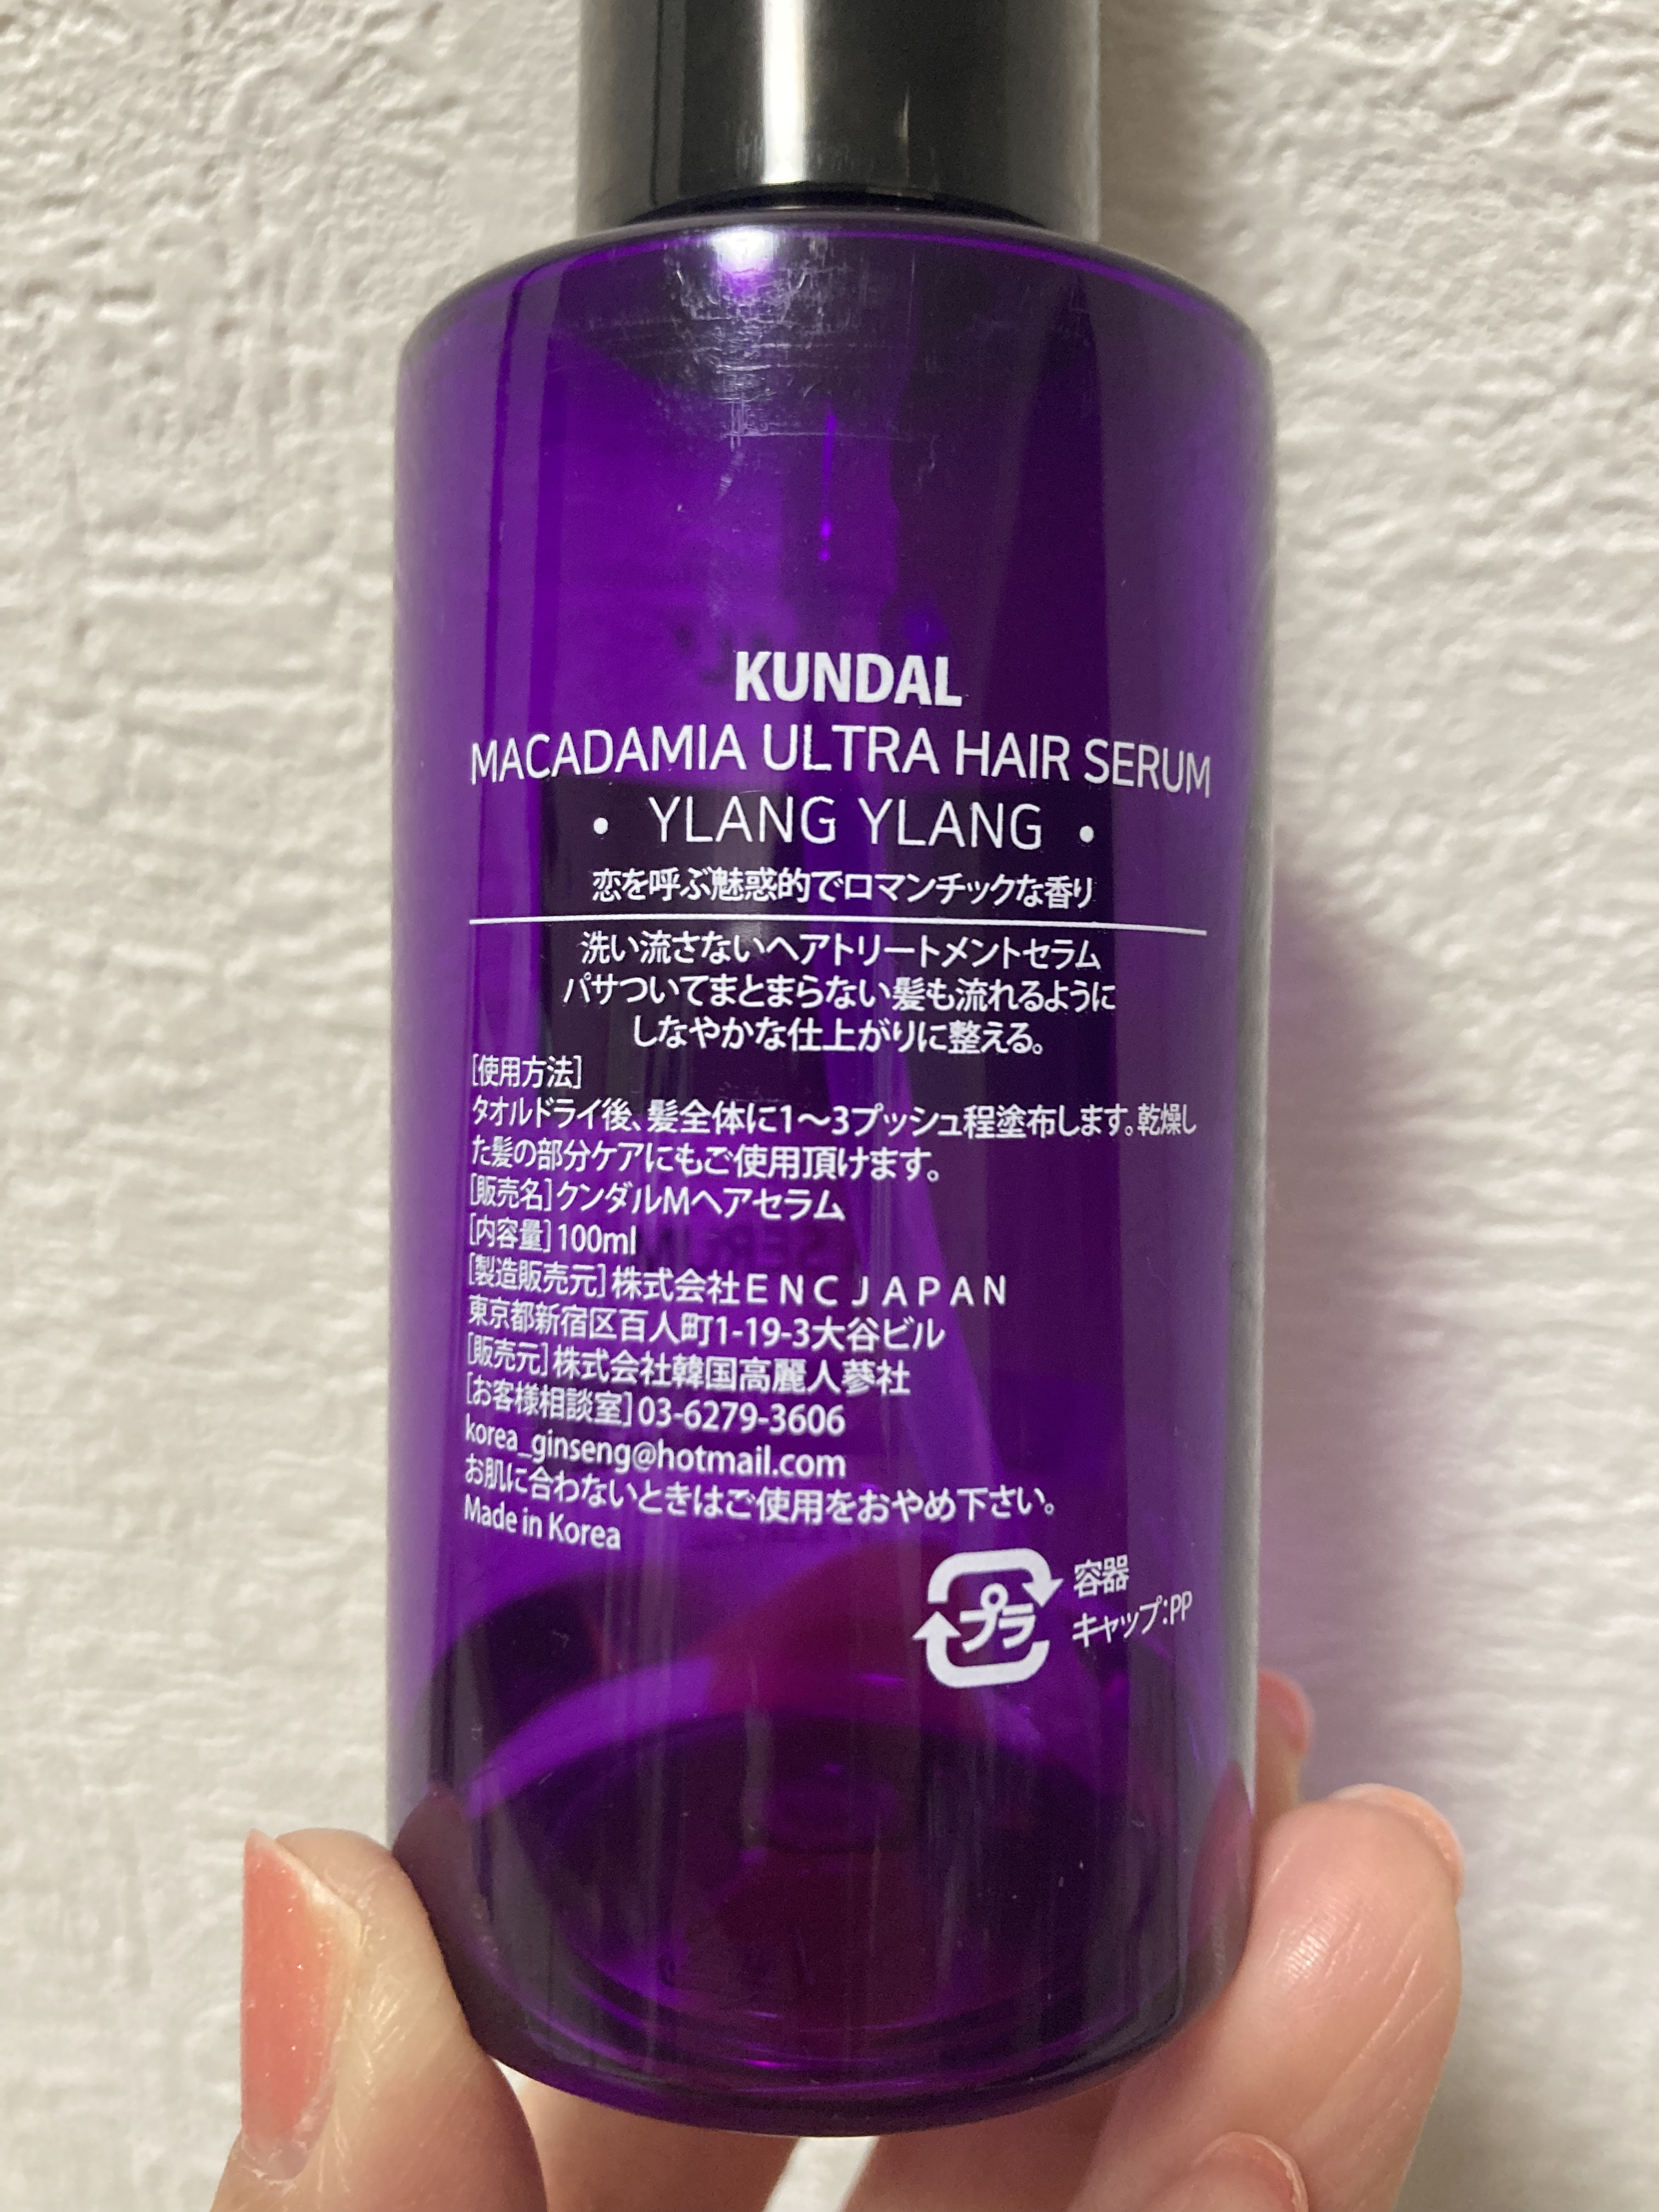 KUNDAL
MACADAMIA ULTRA HAIR SERUM
• YLANG YLANG •
恋を呼ぶ魅惑的でロマンチックな香り
洗い流さないヘアトリートメントセラム
パサついてまとまらない髪も流れるように
しなやかな仕上がりに整える。
[使用方法]
タオルドライ後、髪全体に1〜3プッシュ程塗布します。乾燥し
た髪の部分ケアにもご使用頂けます。
[販売名]クンダルMヘアセラム
[内容量]100ml
[製造販売元]株式会社ＥＮＣ ＪＡＰＡＮ
東京都新宿区百人町1-19-3大谷ビル
[販売元]株式会社韓国高麗人蔘社
[お客様相談室]03-6279-3606
korea_ginseng@hotmail.com
お肌に合わないときはご使用をおやめ下さい。
Made in Korea
プラ
容器
キャップ:PP